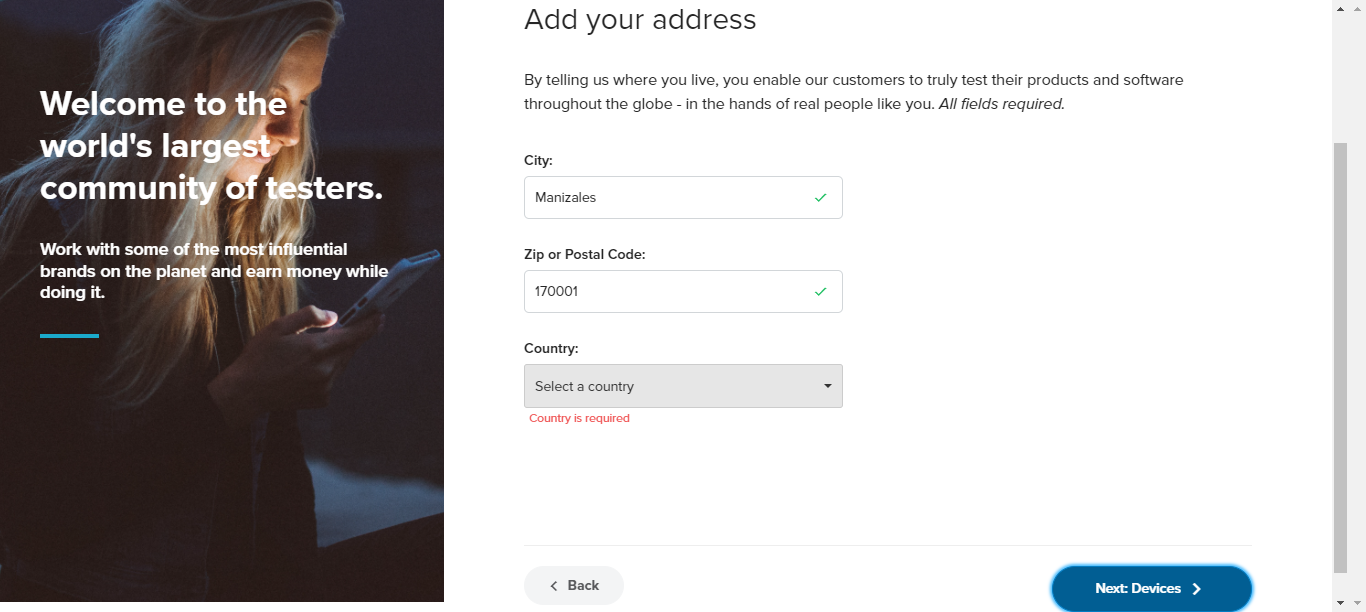 Welcome to the
world's largest
community of testers.
Work with some of the most influential
brands on the planet and earn money while
doing it.
Add your address
By telling us where you live, you enable our customers to truly test their products and software
throughout the globe - in the hands of real people like you. All fields required.
City:
Manizales
Zip or Postal Code:
170001
Country:
Select a country
Country is required
Back
Next: Devices